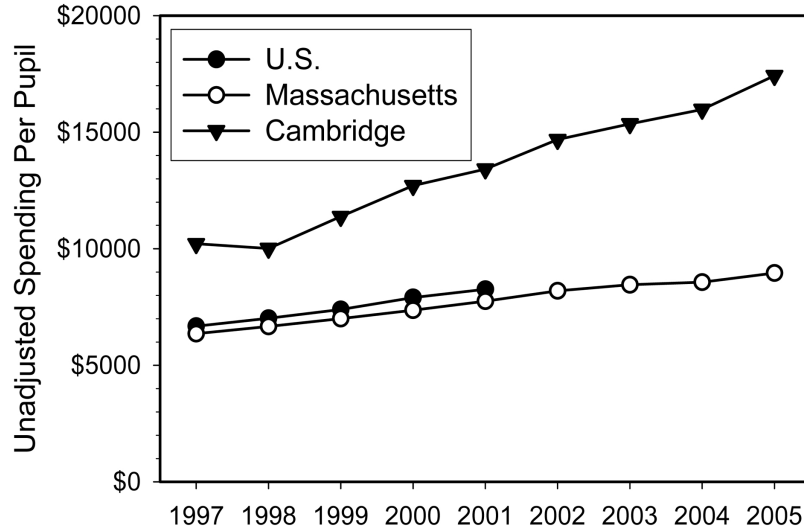 Unadjusted Spending Per Pupil
$20000
$15000
$10000
$5000
$0
U.S.
Massachusetts
Cambridge
1997 1998 1999 2000 2001 2002 2003 2004 2005